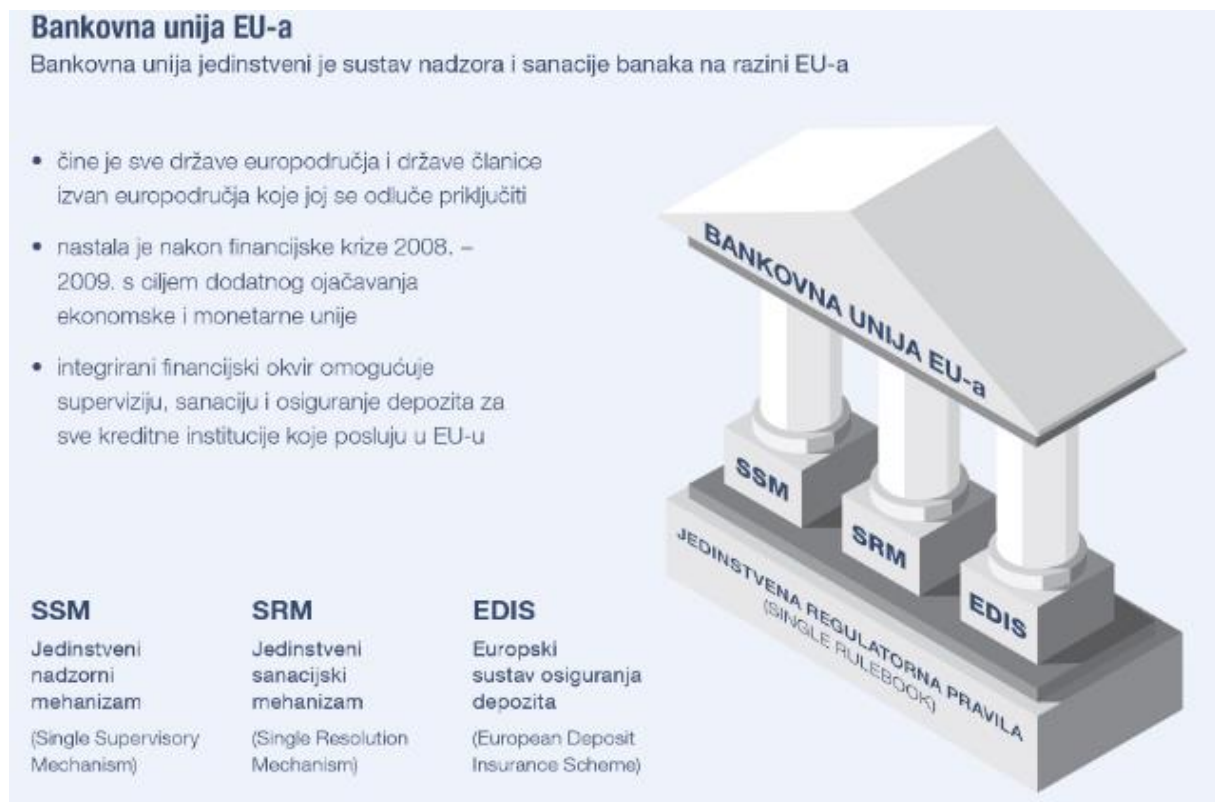 Bankovna unija EU-a
Bankovna unija jedinstveni je sustav nadzora i sanacije banaka na razini EU-a
• čine je sve države europodručja i države članice
izvan europodručja koje joj se odluče priključiti
• nastala je nakon financijske krize 2008. –
2009. s ciljem dodatnog ojačavanja
ekonomske i monetarne unije
• integrirani financijski okvir omogućuje
superviziju, sanaciju i osiguranje depozita za
sve kreditne institucije koje posluju u EU-u
BANKOVNA UNIJA EU-a
SSM
SRM
EDIS
JEDINSTVENA REGULATORNA PRAVILA
(SINGLE RULEBOOK)
SSM
Jedinstveni
nadzorni
mehanizam
(Single Supervisory
Mechanism)
SRM
Jedinstveni
sanacijski
mehanizam
(Single Resolution
Mechanism)
EDIS
Europski
sustav osiguranja
depozita
(European Deposit
Insurance Scheme)